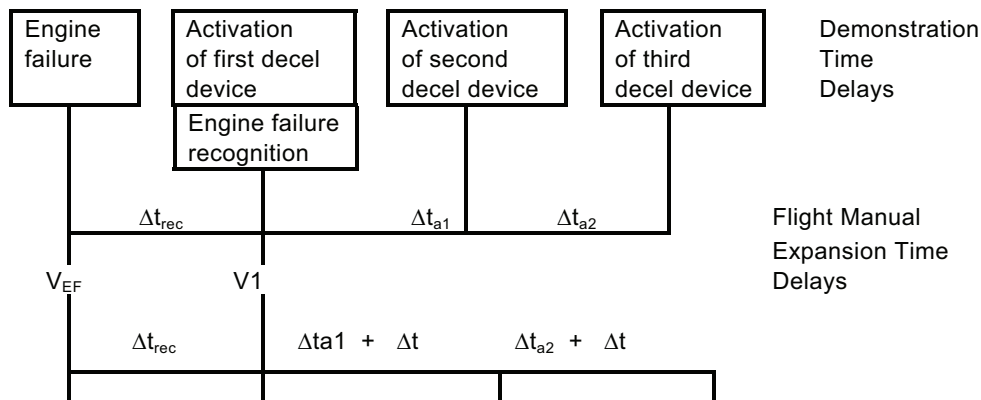 Engine
failure
Activation
of first decel
device
Engine failure
recognition
Activation
of second
decel device
Activation
of third
decel device
Demonstration
Time
Delays
Δtrec
Δta1
Δta2
Flight Manual
Expansion Time
Delays
VEF
V1
Δtrec
Δta1 + Δt
Δta2 + Δt